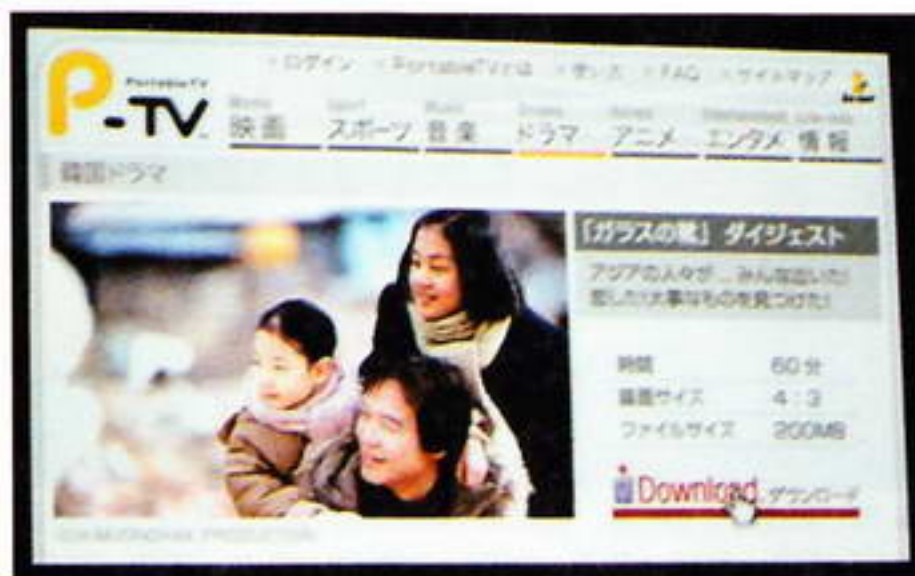 P-TV
PortableTV
ログイン PortableTVとは 使い方 FAQ サイトマップ
映画 スポーツ 音楽 ドラマ アニメ エンタメ 情報
韓国ドラマ
「ガラスの靴」 ダイジェスト
アジアの人々が... みんな泣いた!
恋した!大事なものを見つけた!
時間 60分
画面サイズ 4:3
ファイルサイズ 200MB
Download ダウンロード